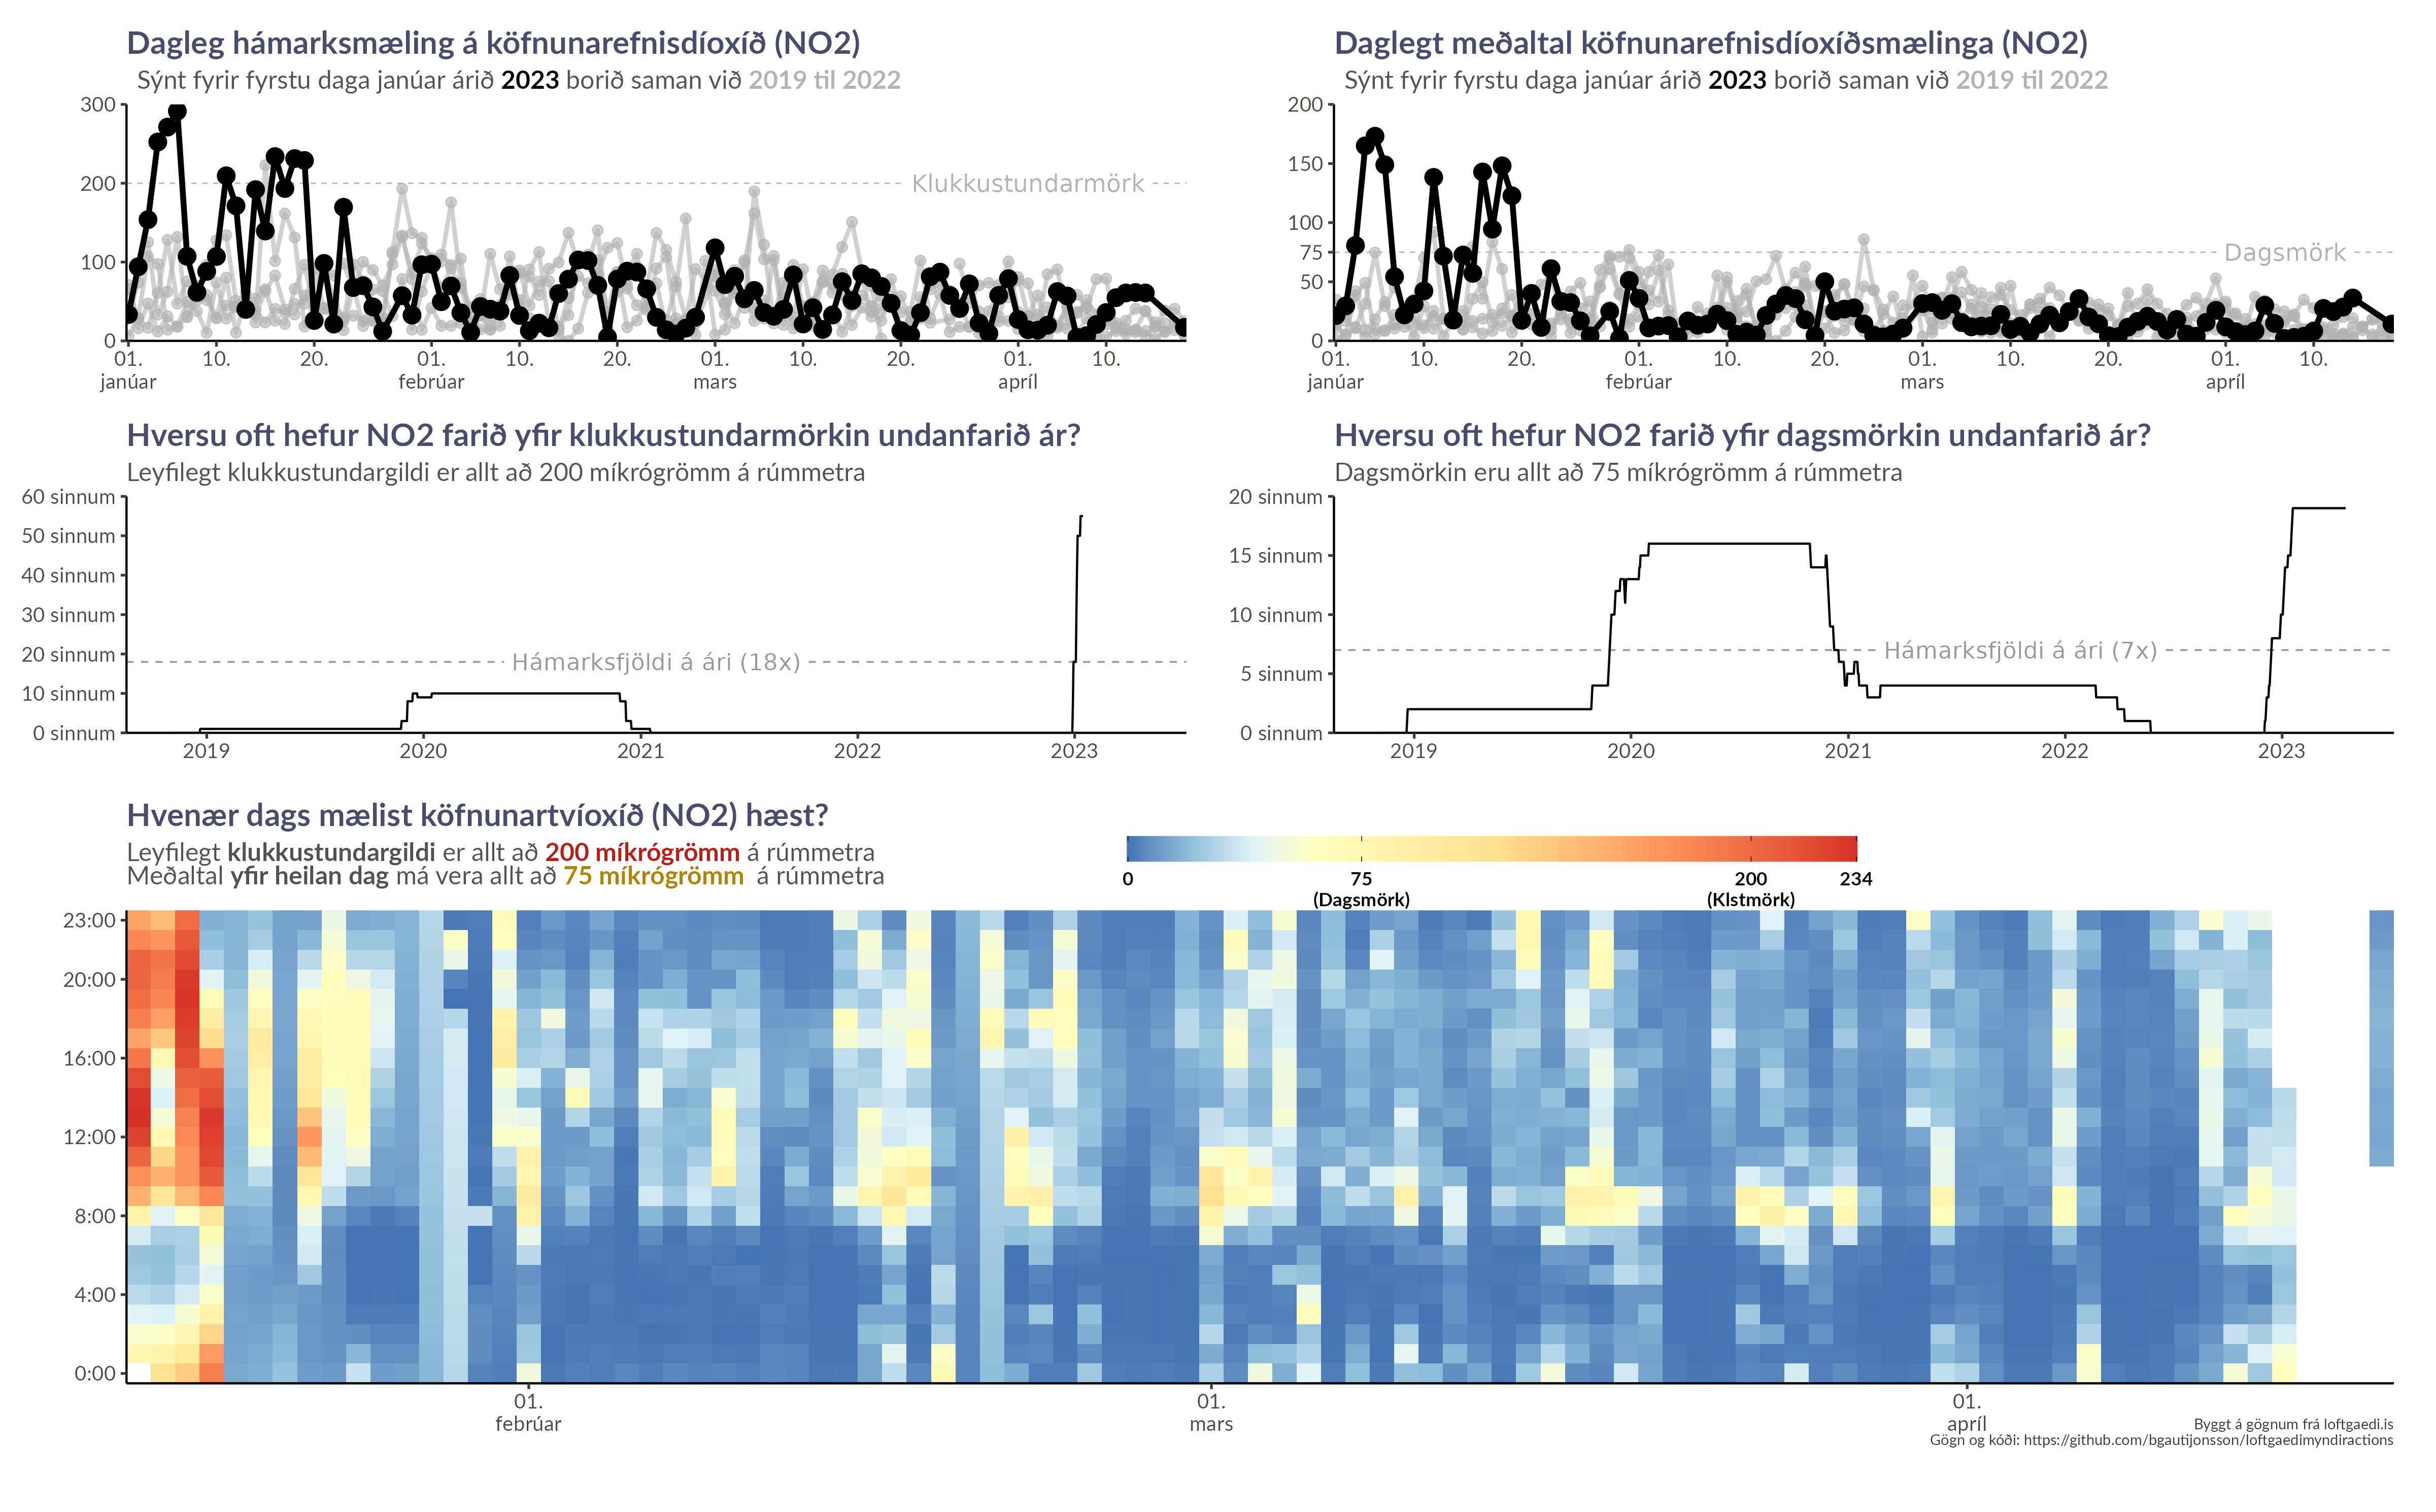 Dagleg hámarksmæling á köfnunarefnisdíoxíð (NO2)
Sýnt fyrir fyrstu daga janúar árið 2023 borið saman við 2019 til 2022
300
200
100
0
Klukkustundarmörk
01. 10. 20. 01. 10. 20. 01. 10. 20. 01. 10.
janúar febrúar mars apríl
Daglegt meðaltal köfnunarefnisdíoxíðsmælinga (NO2)
Sýnt fyrir fyrstu daga janúar árið 2023 borið saman við 2019 til 2022
200
150
100
75
50
0
Dagsmörk
01. 10. 20. 01. 10. 20. 01. 10. 20. 01. 10.
janúar febrúar mars apríl
Hversu oft hefur NO2 farið yfir klukkustundarmörkin undanfarið ár?
Leyfilegt klukkustundargildi er allt að 200 míkrógrömm á rúmmetra
60 sinnum
50 sinnum
40 sinnum
30 sinnum
20 sinnum
10 sinnum
0 sinnum
Hámarksfjöldi á ári (18x)
2019 2020 2021 2022 2023
Hversu oft hefur NO2 farið yfir dagsmörkin undanfarið ár?
Dagsmörkin eru allt að 75 míkrógrömm á rúmmetra
20 sinnum
15 sinnum
10 sinnum
5 sinnum
0 sinnum
Hámarksfjöldi á ári (7x)
2019 2020 2021 2022 2023
Hvenær dags mælist köfnunartvíoxíð (NO2) hæst?
Leyfilegt klukkustundargildi er allt að 200 míkrógrömm á rúmmetra
Meðaltal yfir heilan dag má vera allt að 75 míkrógrömm á rúmmetra
0 75 200 234
(Dagsmörk) (Klstmörk)
23:00
20:00
16:00
12:00
8:00
4:00
0:00
01. 01. 01.
febrúar mars apríl
Byggt á gögnum frá loftgaedi.is
Gögn og kóði: https://github.com/bgautijonsson/loftgaedimyndiractions